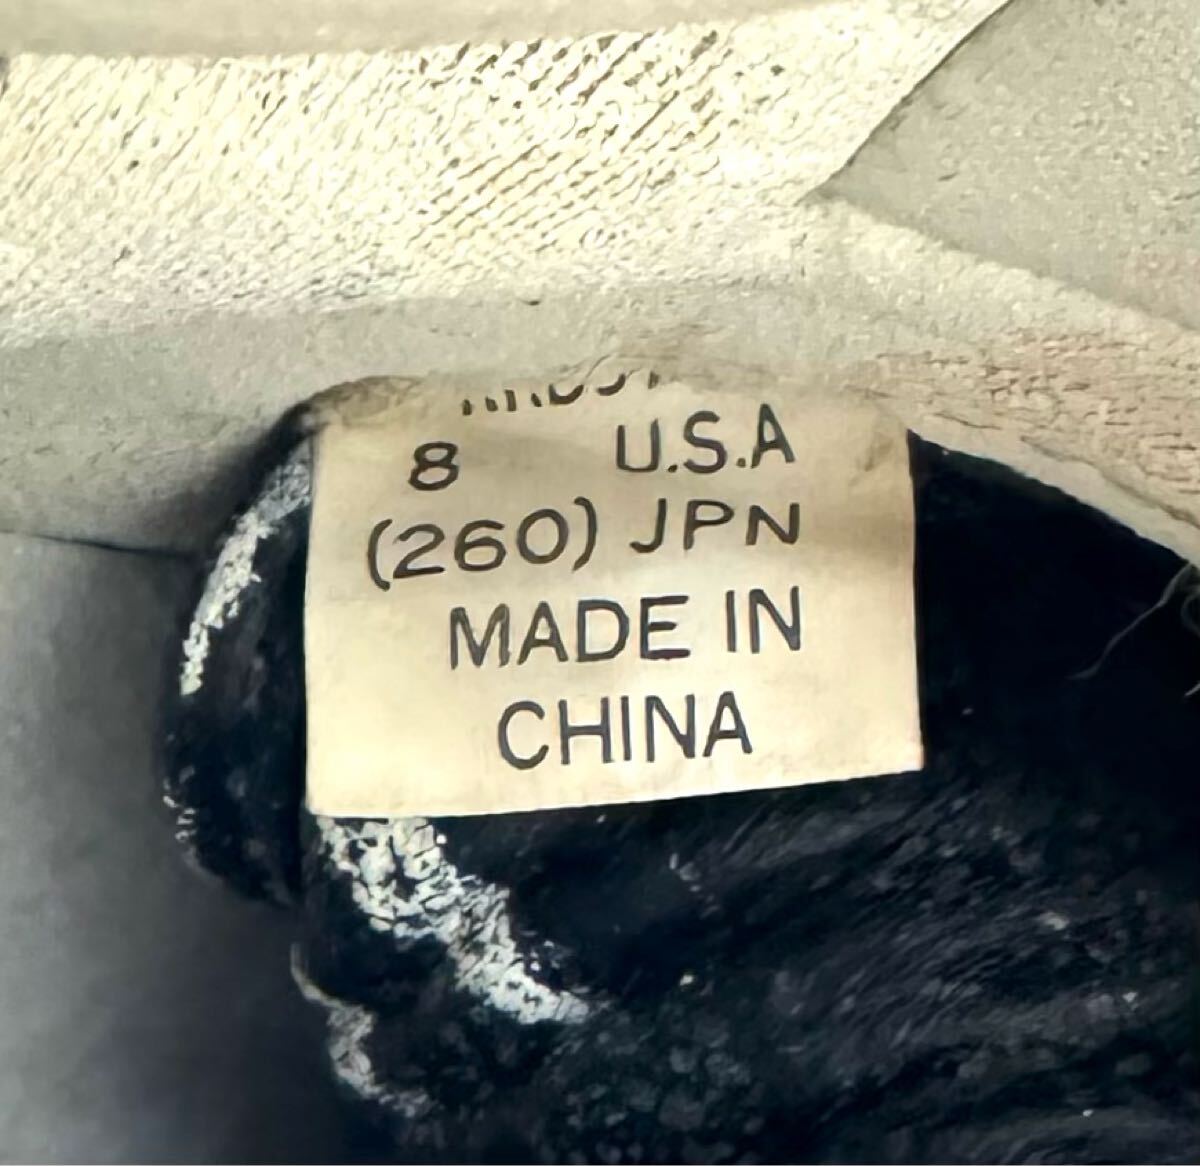 8 U.S.A
(260) JPN
MADE IN
CHINA